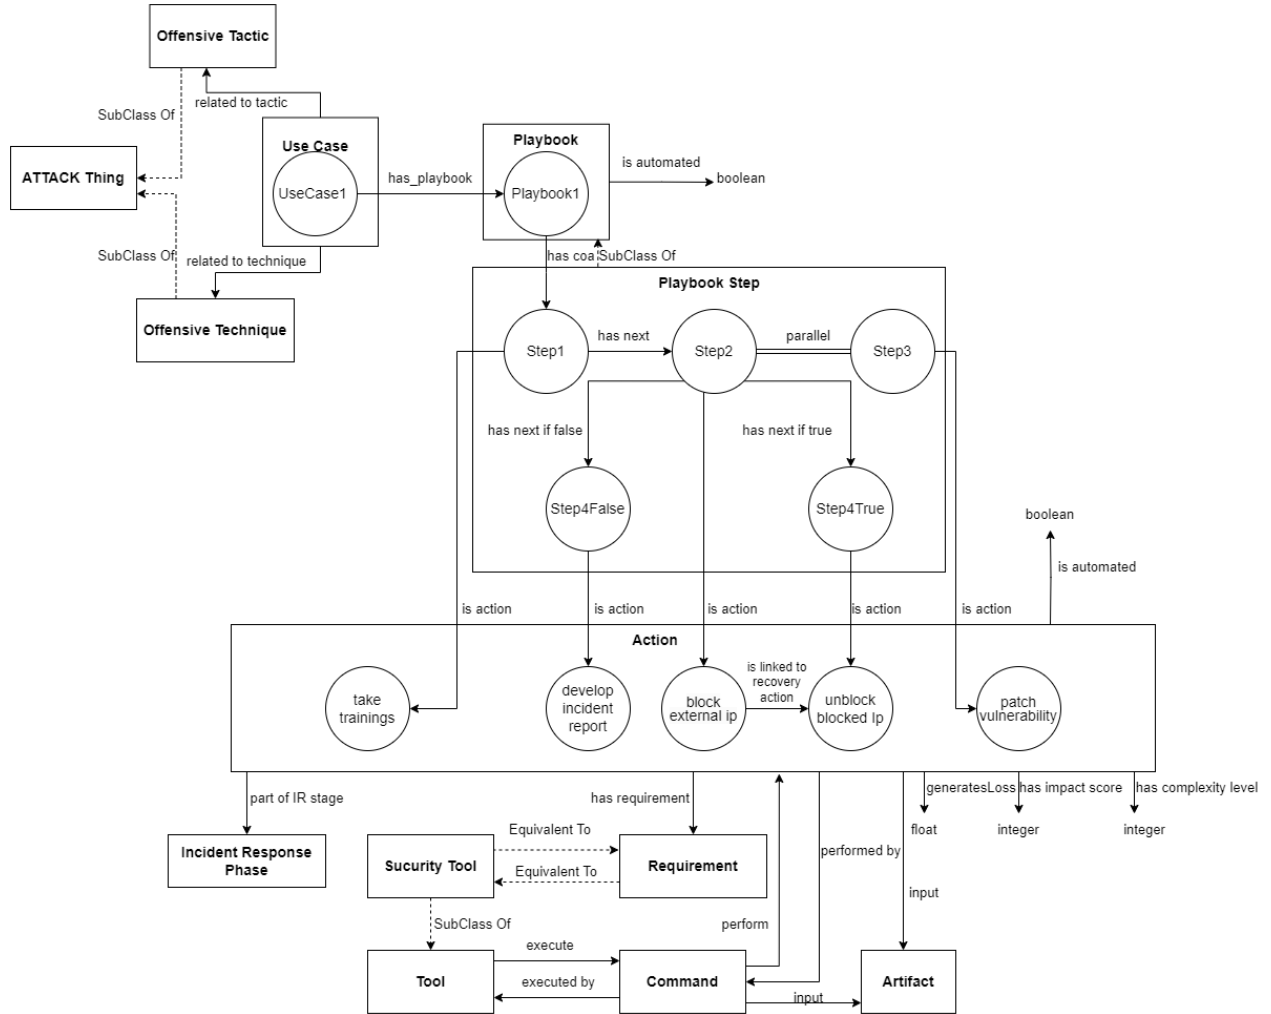 Offensive Tactic
related to tactic
SubClass Of
Use Case
Playbook
is automated
ATTACK Thing
UseCase1
has_playbook
Playbook1
boolean
SubClass Of
related to technique
has coa
SubClass Of
Playbook Step
Offensive Technique
Step1
has next
Step2
parallel
Step3
has next if false
has next if true
Step4False
Step4True
boolean
is automated
is action
is action
is action
is action
is action
Action
take
trainings
develop
incident
report
block
external ip
is linked to
recovery
action
unblock
blocked Ip
patch
vulnerability
part of IR stage
has requirement
generatesLoss
has impact score
has complexity level
float
integer
integer
Incident Response
Phase
Sucurity Tool
Equivalent To
Equivalent To
Requirement
performed by
input
SubClass Of
perform
Tool
execute
executed by
Command
input
Artifact